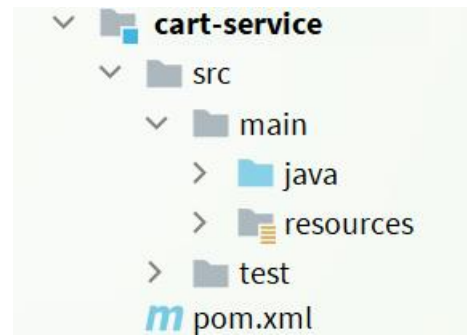 cart-service
src
main
java
resources
test
m pom.xml